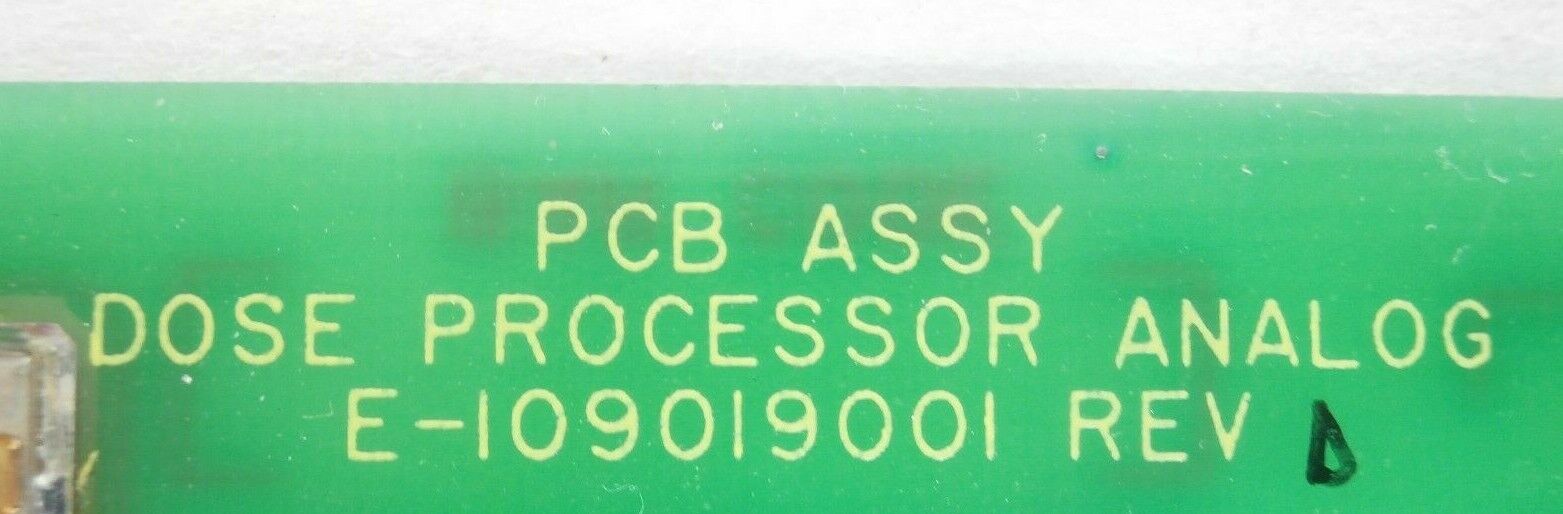 PCB ASSY
DOSE PROCESSOR ANALOG
E-109019001 REV D